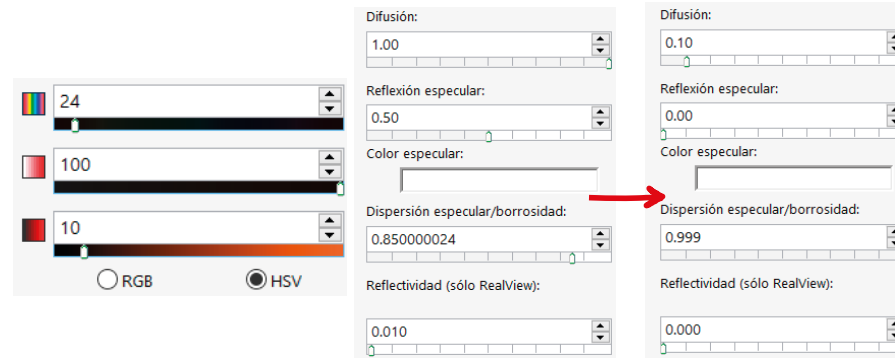 24
100
10
RGB
HSV
Difusión:
1.00
Reflexión especular:
0.50
Color especular:
Dispersión especular/borrosidad:
0.850000024
Reflectividad (sólo RealView):
0.010
Difusión:
0.10
Reflexión especular:
0.00
Color especular:
Dispersión especular/borrosidad:
0.999
Reflectividad (sólo RealView):
0.000